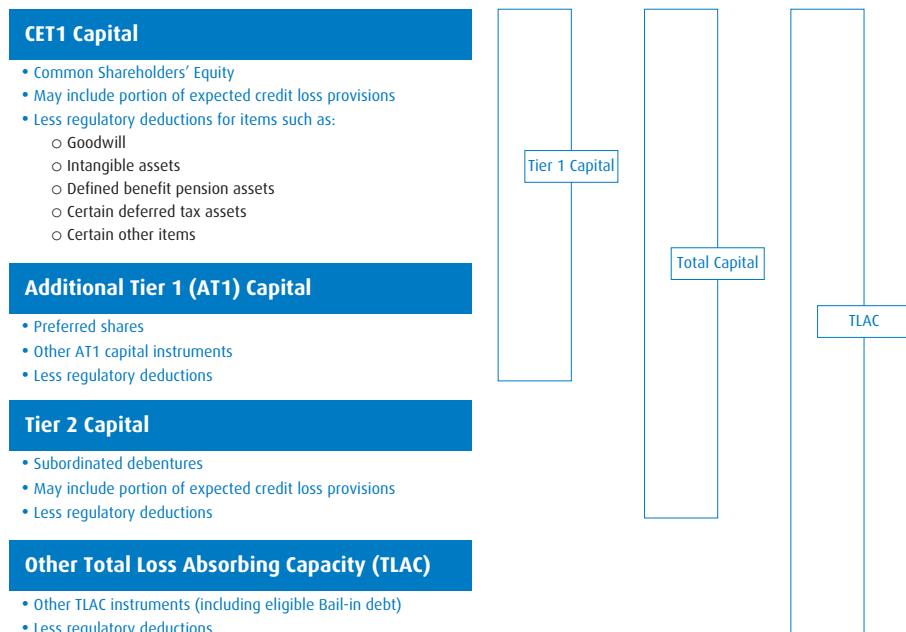 CET1 Capital
• Common Shareholders' Equity
• May include portion of expected credit loss provisions
• Less regulatory deductions for items such as:
○ Goodwill
○ Intangible assets
○ Defined benefit pension assets
○ Certain deferred tax assets
○ Certain other items
Additional Tier 1 (AT1) Capital
• Preferred shares
• Other AT1 capital instruments
• Less regulatory deductions
Tier 2 Capital
• Subordinated debentures
• May include portion of expected credit loss provisions
• Less regulatory deductions
Other Total Loss Absorbing Capacity (TLAC)
• Other TLAC instruments (including eligible Bail-in debt)
• Less regulatory deductions
Tier 1 Capital
Total Capital
TLAC